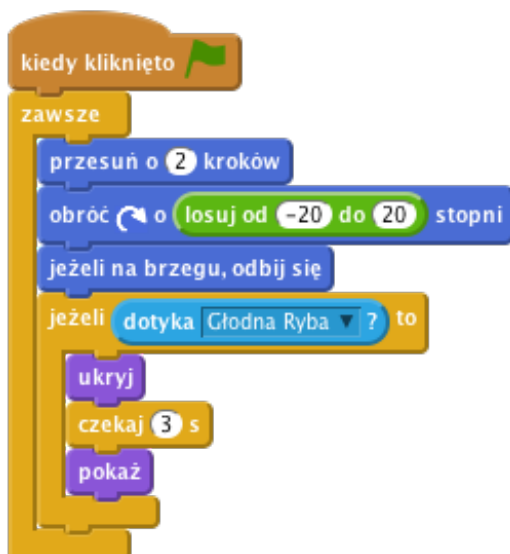 kiedy kliknięto
zawsze
przesuń o 2 kroków
obróć o losuj od -20 do 20 stopni
jeżeli na brzegu, odbij się
jeżeli dotyka Głodna Ryba ? to
ukryj
czekaj 3 s
pokaż